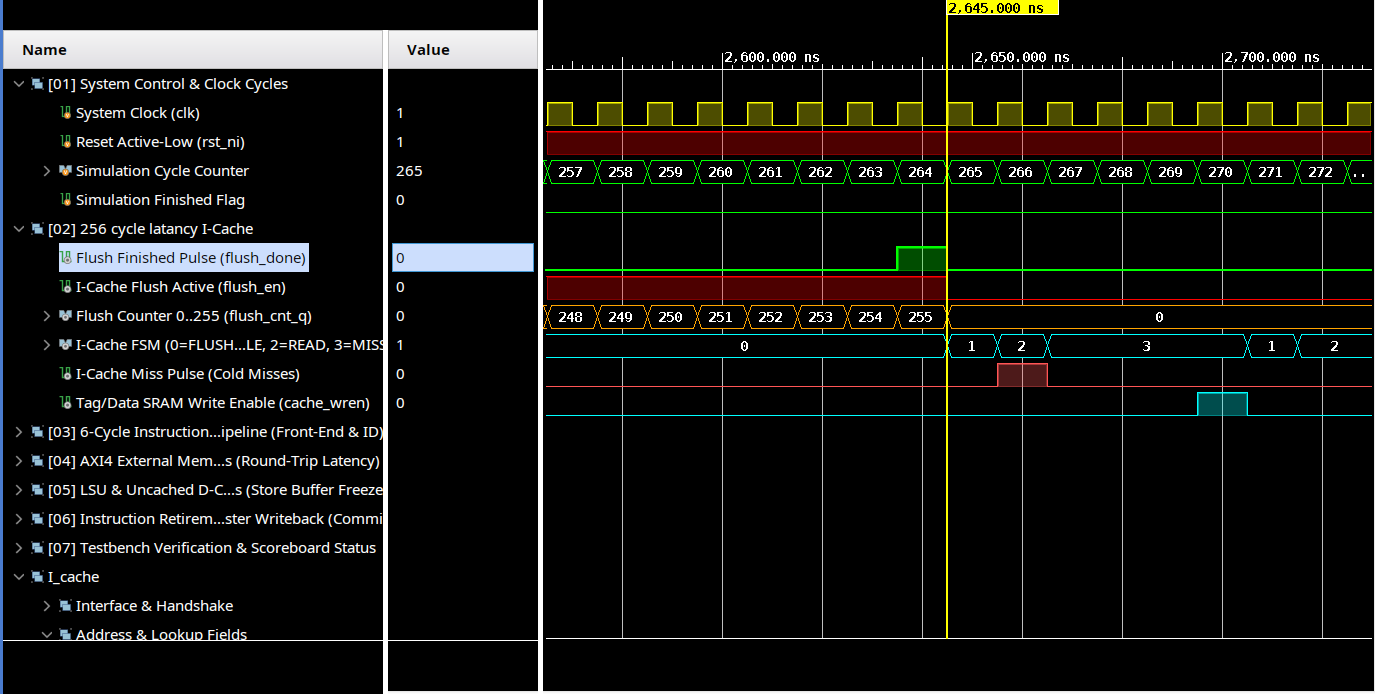 2,645.000 ns
Name Value
2,600.000 ns 2,650.000 ns 2,700.000 ns
[01] System Control & Clock Cycles
System Clock (clk) 1
Reset Active-Low (rst_ni) 1
Simulation Cycle Counter 265 257 258 259 260 261 262 263 264 265 266 267 268 269 270 271 272 ..
Simulation Finished Flag 0
[02] 256 cycle latancy I-Cache
Flush Finished Pulse (flush_done) 0
I-Cache Flush Active (flush_en) 0
Flush Counter 0..255 (flush_cnt_q) 0 248 249 250 251 252 253 254 255 0
I-Cache FSM (0=FLUSH...LE, 2=READ, 3=MISS 1 0 1 2 3 1 2
I-Cache Miss Pulse (Cold Misses) 0
Tag/Data SRAM Write Enable (cache_wren) 0
[03] 6-Cycle Instruction...ipeline (Front-End & ID)
[04] AXI4 External Mem...s (Round-Trip Latency)
[05] LSU & Uncached D-C...s (Store Buffer Freeze
[06] Instruction Retirem...ster Writeback (Commi
[07] Testbench Verification & Scoreboard Status
I_cache
Interface & Handshake
Address & Lookup Fields